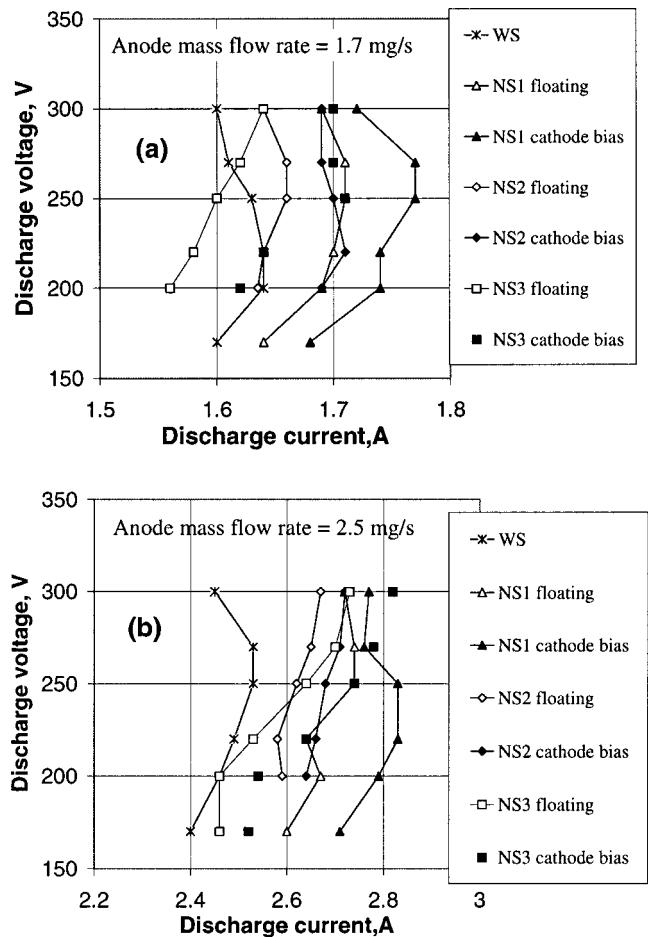 350
Anode mass flow rate = 1.7 mg/s
300
(a)
250
200
150
1.5 1.6 1.7 1.8
Discharge voltage, V
Discharge current,A
WS
NS1 floating
NS1 cathode bias
NS2 floating
NS2 cathode bias
NS3 floating
NS3 cathode bias
350
Anode mass flow rate = 2.5 mg/s
300
(b)
250
200
150
2.2 2.4 2.6 2.8 3
Discharge voltage, V
Discharge current,A
WS
NS1 floating
NS1 cathode bias
NS2 floating
NS2 cathode bias
NS3 floating
NS3 cathode bias